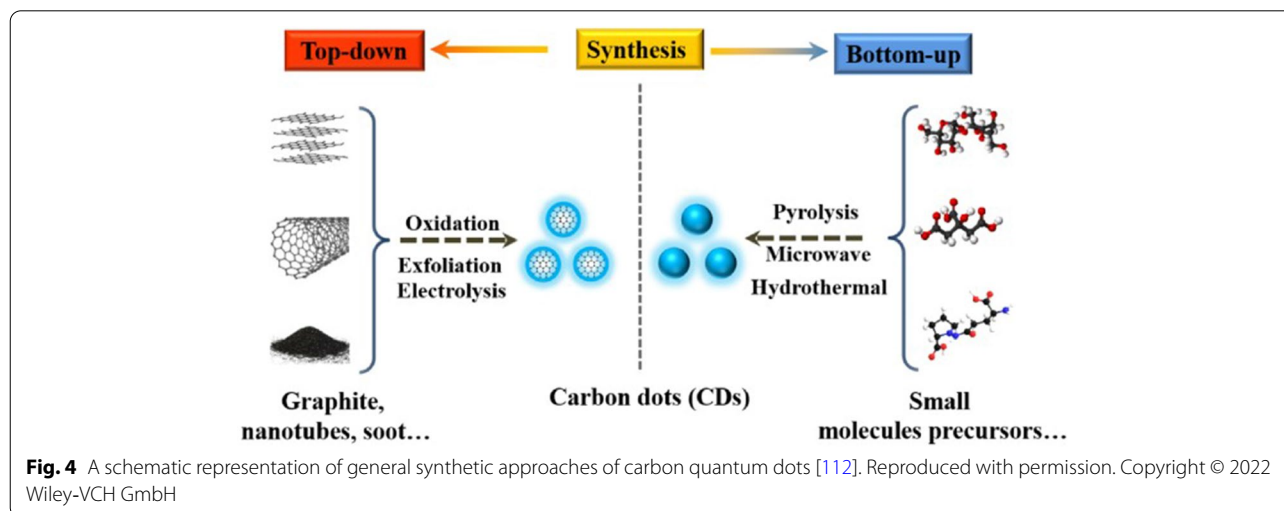 Top-down
Synthesis
Bottom-up
Oxidation
Exfoliation
Electrolysis
Pyrolysis
Microwave
Hydrothermal
Graphite,
nanotubes, soot…
Carbon dots (CDs)
Small
molecules precursors…
Fig. 4 A schematic representation of general synthetic approaches of carbon quantum dots [112]. Reproduced with permission. Copyright © 2022
Wiley-VCH GmbH